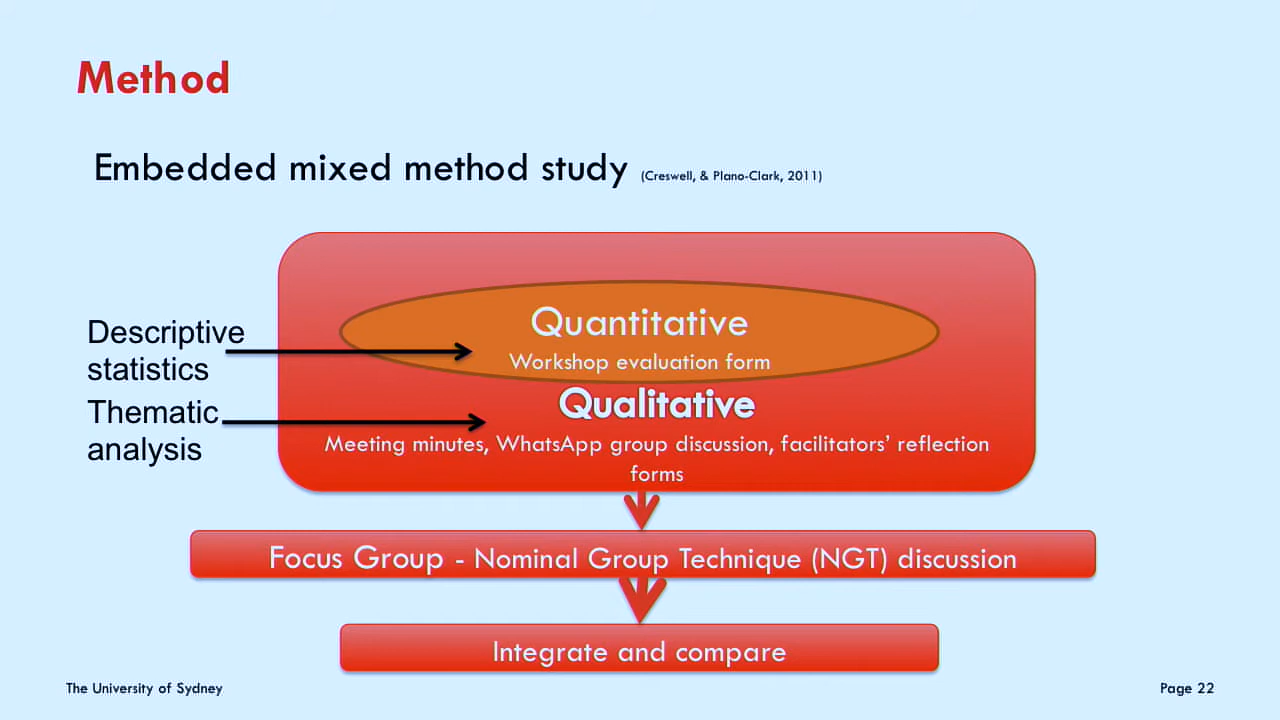 Method
Embedded mixed method study (Creswell, & Plano-Clark, 2011)
Quantitative
Workshop evaluation form
Descriptive
statistics
Qualitative
Thematic
analysis
Meeting minutes, WhatsApp group discussion, facilitators’ reflection
forms
Focus Group - Nominal Group Technique (NGT) discussion
Integrate and compare
The University of Sydney
Page 22